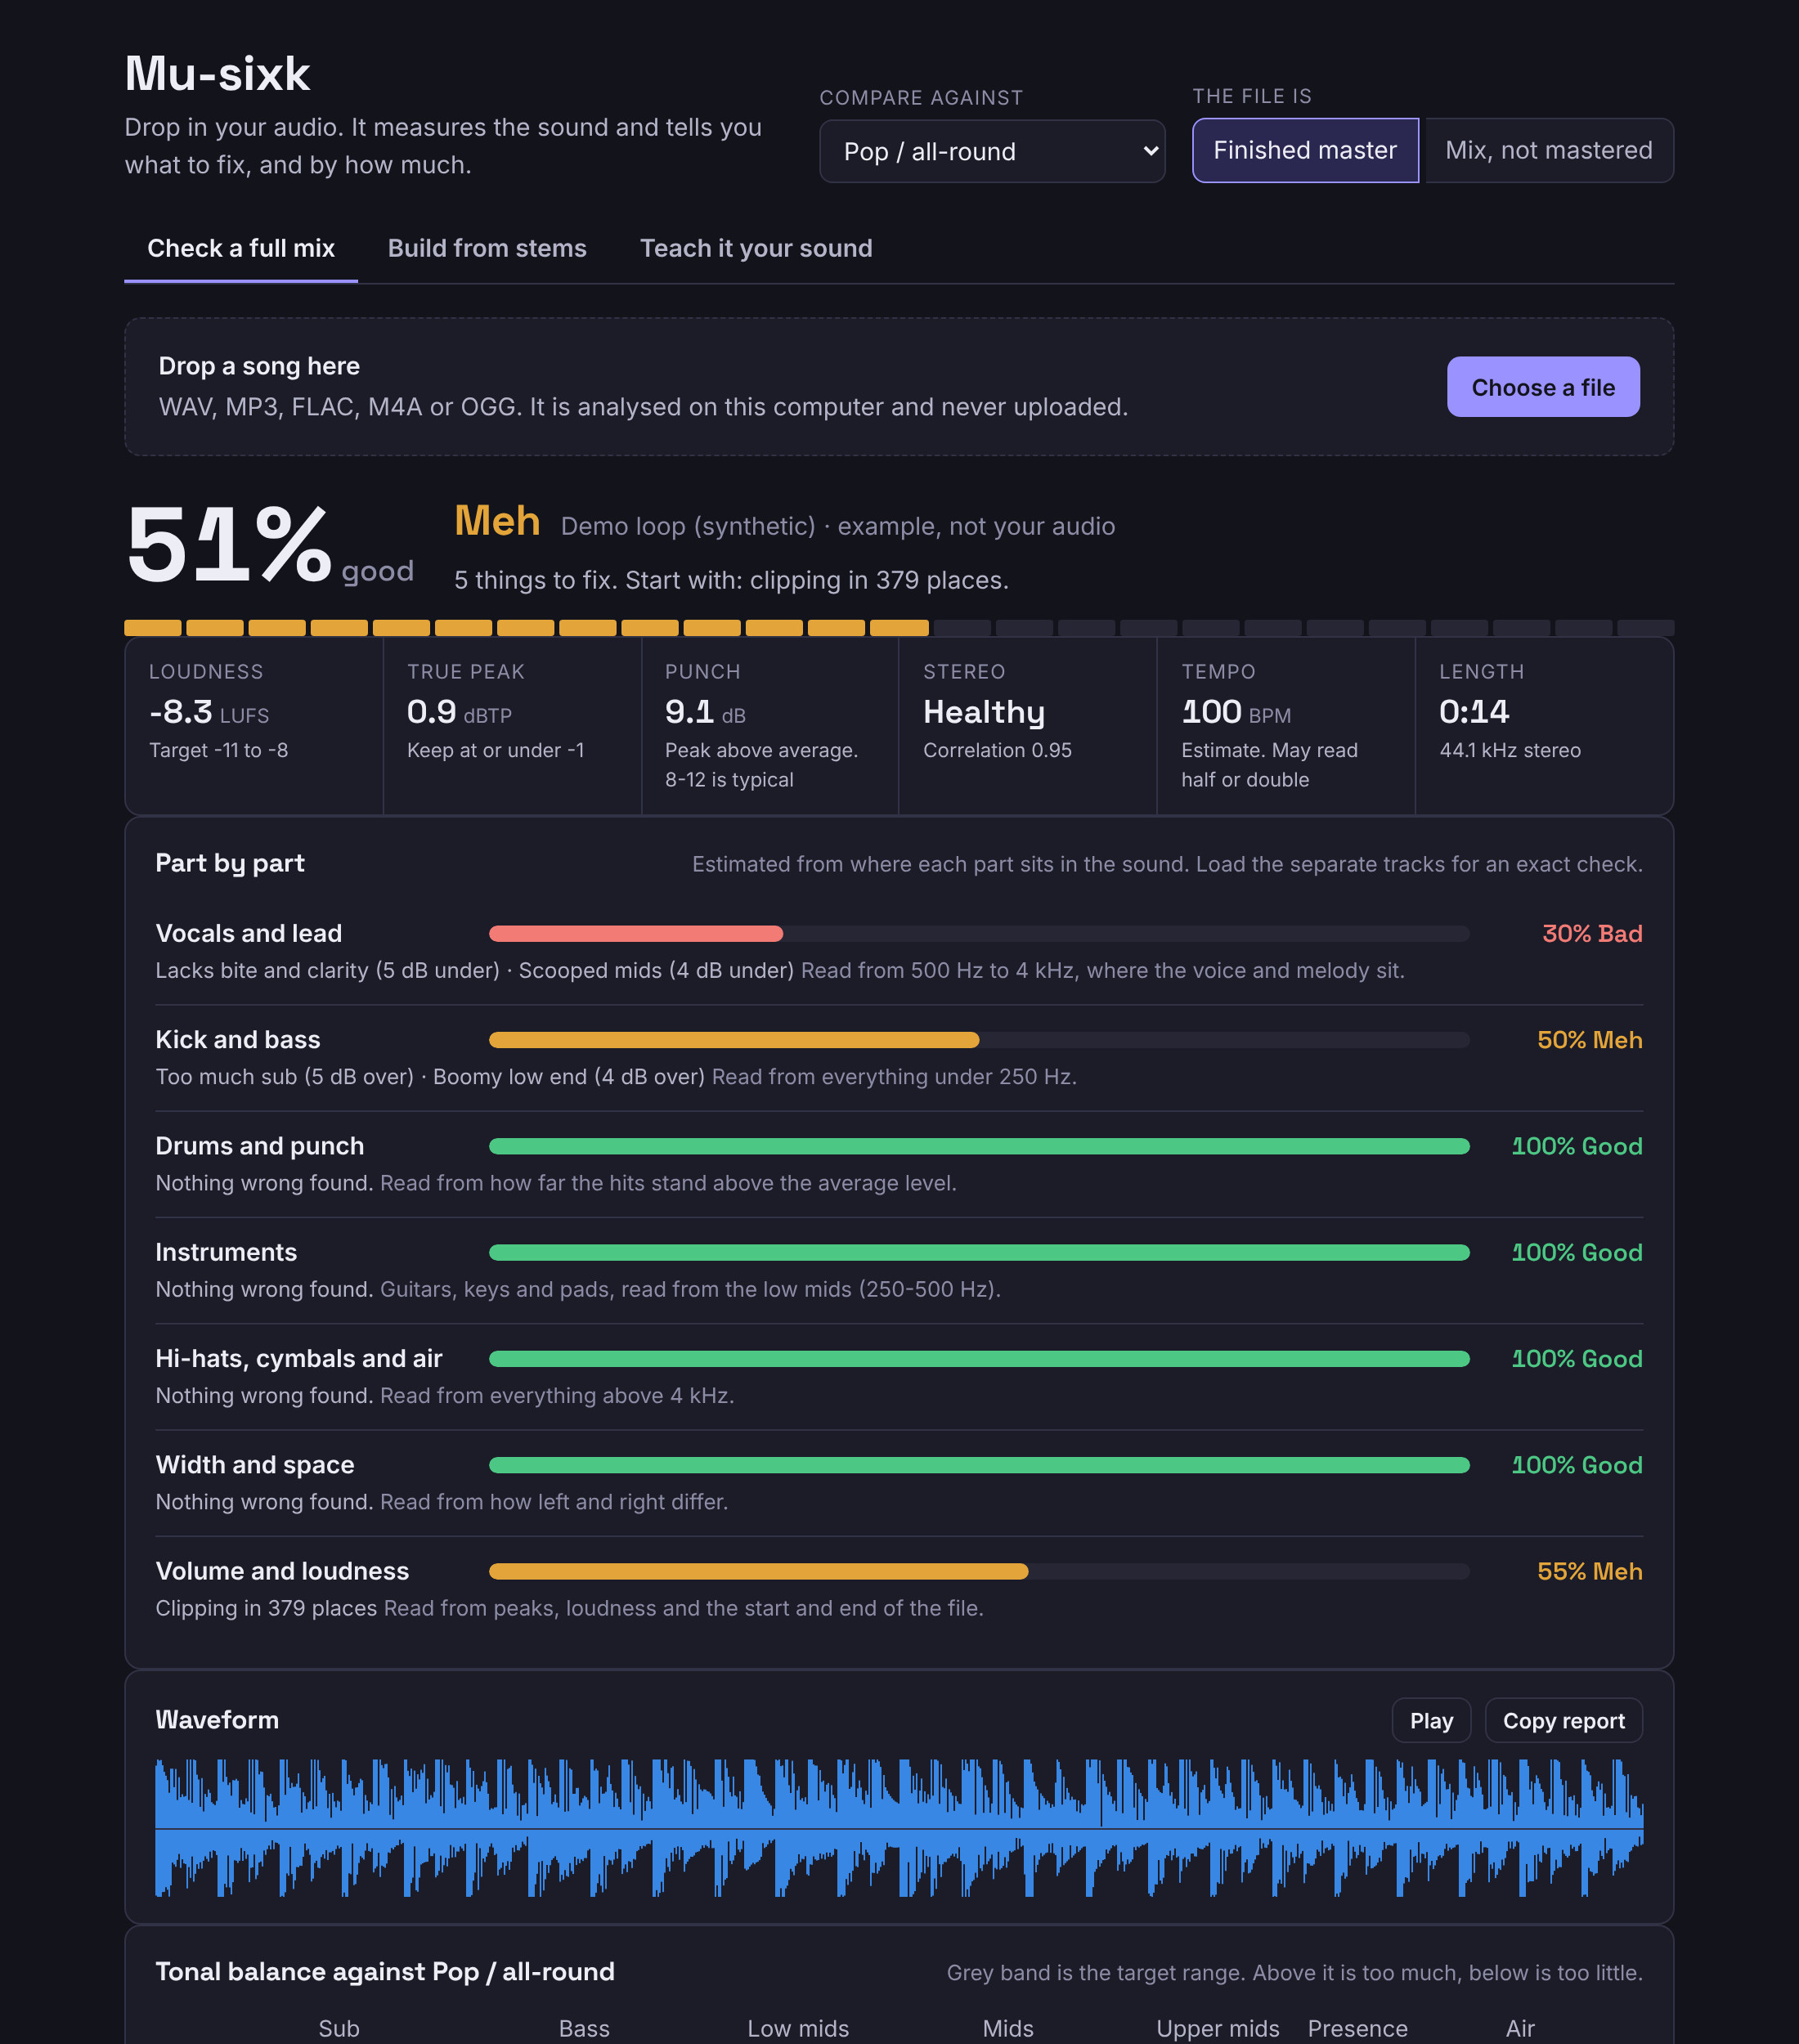 Mu-sixk
Drop in your audio. It measures the sound and tells you
what to fix, and by how much.
COMPARE AGAINST
Pop / all-round
THE FILE IS
Finished master
Mix, not mastered
Check a full mix
Build from stems
Teach it your sound
Drop a song here
WAV, MP3, FLAC, M4A or OGG. It is analysed on this computer and never uploaded.
Choose a file
51% good
Meh Demo loop (synthetic) · example, not your audio
5 things to fix. Start with: clipping in 379 places.
LOUDNESS
-8.3 LUFS
Target -11 to -8
TRUE PEAK
0.9 dBTP
Keep at or under -1
PUNCH
9.1 dB
Peak above average.
8-12 is typical
STEREO
Healthy
Correlation 0.95
TEMPO
100 BPM
Estimate. May read
half or double
LENGTH
0:14
44.1 kHz stereo
Part by part
Estimated from where each part sits in the sound. Load the separate tracks for an exact check.
Vocals and lead
30% Bad
Lacks bite and clarity (5 dB under) · Scooped mids (4 dB under) Read from 500 Hz to 4 kHz, where the voice and melody sit.
Kick and bass
50% Meh
Too much sub (5 dB over) · Boomy low end (4 dB over) Read from everything under 250 Hz.
Drums and punch
100% Good
Nothing wrong found. Read from how far the hits stand above the average level.
Instruments
100% Good
Nothing wrong found. Guitars, keys and pads, read from the low mids (250-500 Hz).
Hi-hats, cymbals and air
100% Good
Nothing wrong found. Read from everything above 4 kHz.
Width and space
100% Good
Nothing wrong found. Read from how left and right differ.
Volume and loudness
55% Meh
Clipping in 379 places Read from peaks, loudness and the start and end of the file.
Waveform
Play
Copy report
Tonal balance against Pop / all-round
Grey band is the target range. Above it is too much, below is too little.
Sub
Bass
Low mids
Mids
Upper mids
Presence
Air